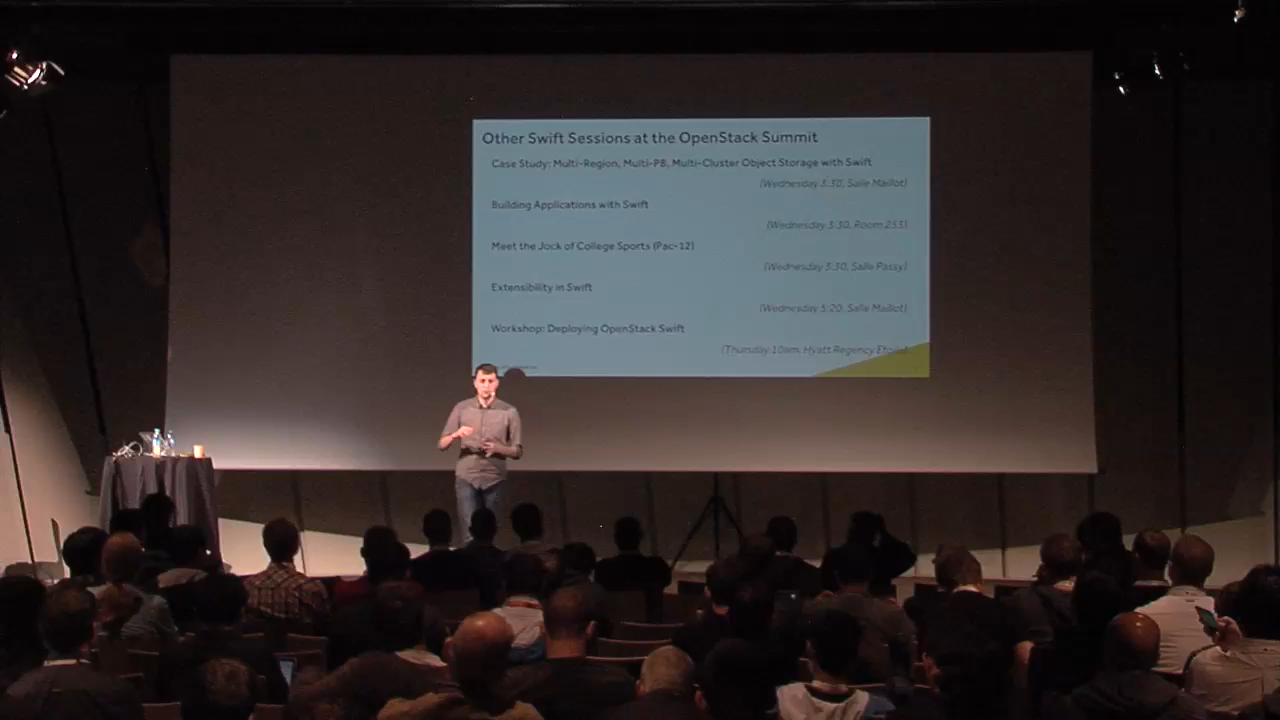 Other Swift Sessions at the OpenStack Summit
Case Study: Multi-Region, Multi-PB, Multi-Cluster Object Storage with Swift
(Wednesday 3:30, Salle Maillot)
Building Applications with Swift
(Wednesday 3:30, Room 253)
Meet the Jock of College Sports (Pac-12)
(Wednesday 3:30, Salle Passy)
Extensibility in Swift
(Wednesday 5:20, Salle Maillot)
Workshop: Deploying OpenStack Swift
(Thursday 10am, Hyatt Regency Etoile)